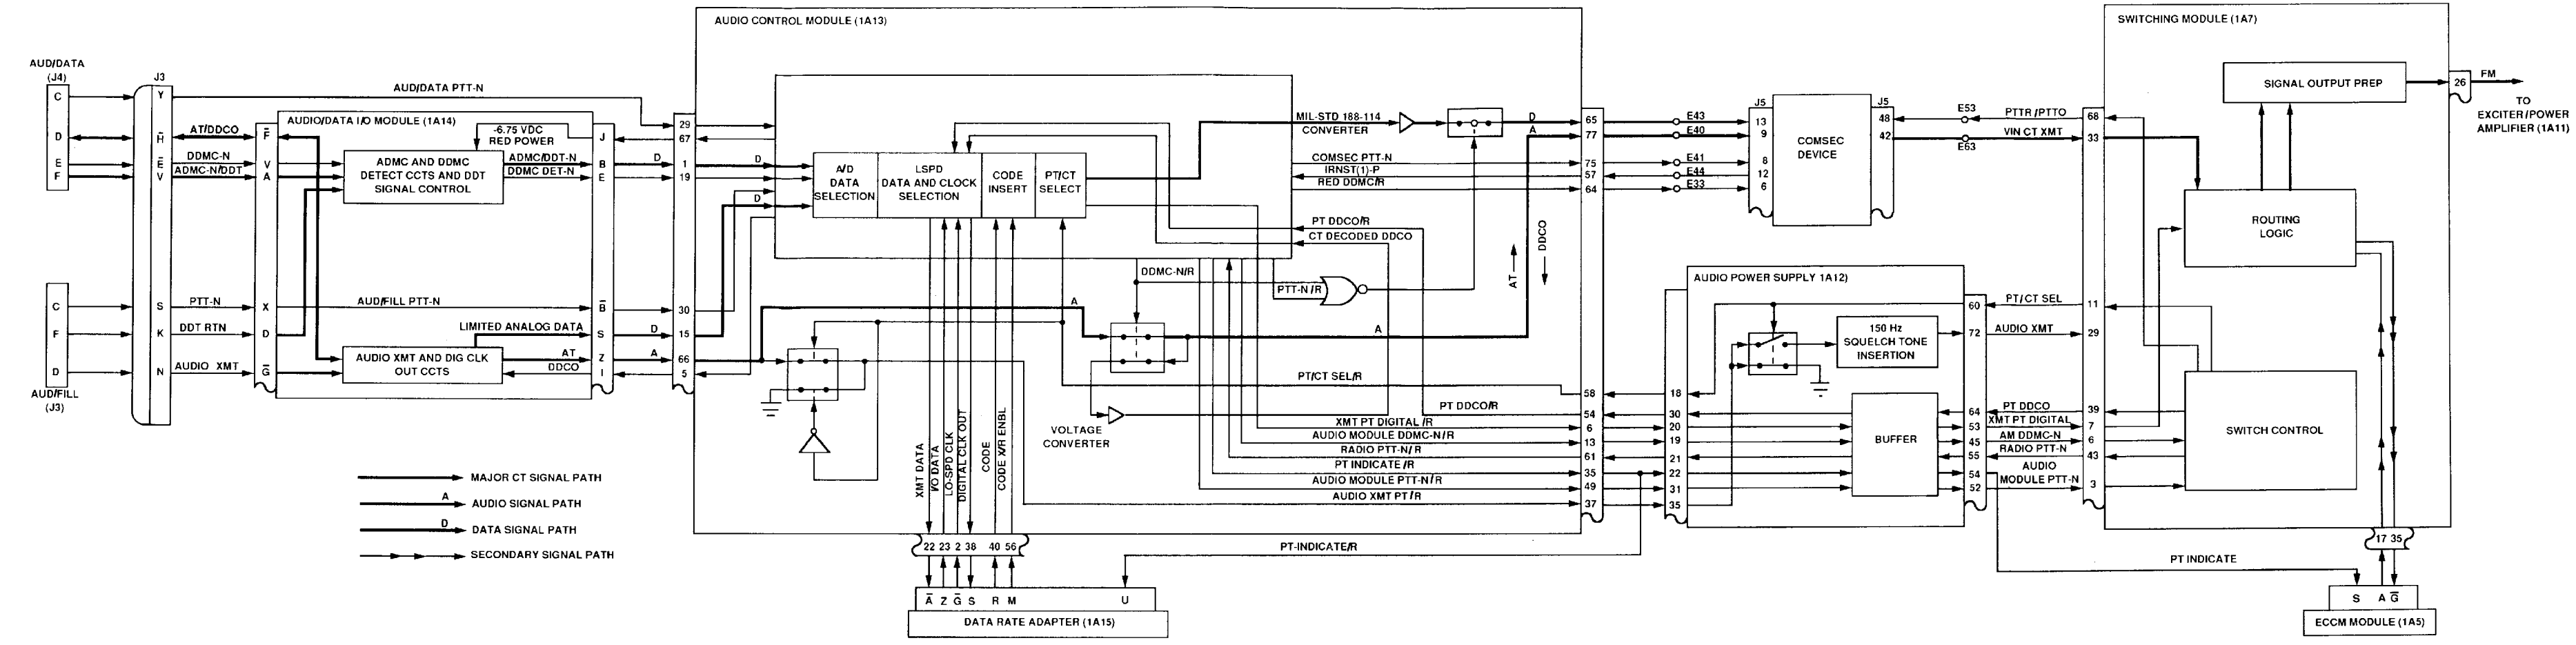 AUD/DATA
(J4)
C
D
E
F
C
F
D
AUD/FILL
(J3)
J3
Y
H̅
E̅
V
S
K
N
AUD/DATA PTT-N
AT/DDCO
DDMC-N
ADMC-N/DDT
PTT-N
DDT RTN
AUDIO XMT
F̅
V
A
X
D
G̅
AUDIO/DATA I/O MODULE (1A14)
-6.75 VDC
RED POWER
ADMC AND DDMC
DETECT CCTS AND DDT
SIGNAL CONTROL
ADMC/DDT-N
DDMC DET-N
AUD/FILL PTT-N
LIMITED ANALOG DATA
AUDIO XMT AND DIG CLK
OUT CCTS
AT
DDCO
J
B
E
B̅
S
Z
I
D
D
A
29
67
1
19
30
15
66
5
MAJOR CT SIGNAL PATH
A
AUDIO SIGNAL PATH
D
DATA SIGNAL PATH
SECONDARY SIGNAL PATH
AUDIO CONTROL MODULE (1A13)
D
D
A/D
DATA
SELECTION
LSPD
DATA AND CLOCK
SELECTION
CODE
INSERT
PT/CT
SELECT
MIL-STD 188-114
CONVERTER
D
A
COMSEC PTT-N
IRNST(1)-P
RED DDMC/R
PT DDCO/R
CT DECODED DDCO
DDMC-N/R
PTT-N/R
AT
DDCO
A
A
PT/CT SEL/R
PT DDCO/R
VOLTAGE
CONVERTER
XMT PT DIGITAL /R
AUDIO MODULE DDMC-N/R
RADIO PTT-N/R
PT INDICATE /R
AUDIO MODULE PTT-N/R
AUDIO XMT PT/R
XMT DATA
I/O DATA
LO-SPD CLK
DIGITAL CLK OUT
CODE
CODE X/R ENBL
22 23 2 38 40 56
A̅ Z G̅ S R M U
DATA RATE ADAPTER (1A15)
PT-INDICATE/R
65
77
75
57
64
58
54
6
13
61
35
49
37
E43
E40
E41
E44
E33
J5
13
9
8
12
6
COMSEC
DEVICE
J5
48
42
E53
PTTR/PTTO
VIN CT XMT
E63
AUDIO POWER SUPPLY 1A12)
18
30
20
19
21
22
31
35
150 Hz
SQUELCH TONE
INSERTION
BUFFER
60
72
64
53
45
55
54
52
PT/CT SEL
AUDIO XMT
PT DDCO
XMT PT DIGITAL
AM DDMC-N
RADIO PTT-N
AUDIO
MODULE PTT-N
68
33
11
29
39
7
6
43
3
SWITCHING MODULE (1A7)
SIGNAL OUTPUT PREP
26
FM
TO
EXCITER/POWER
AMPLIFIER (1A11)
ROUTING
LOGIC
SWITCH CONTROL
17 35
PT INDICATE
S A G̅
ECCM MODULE (1A5)